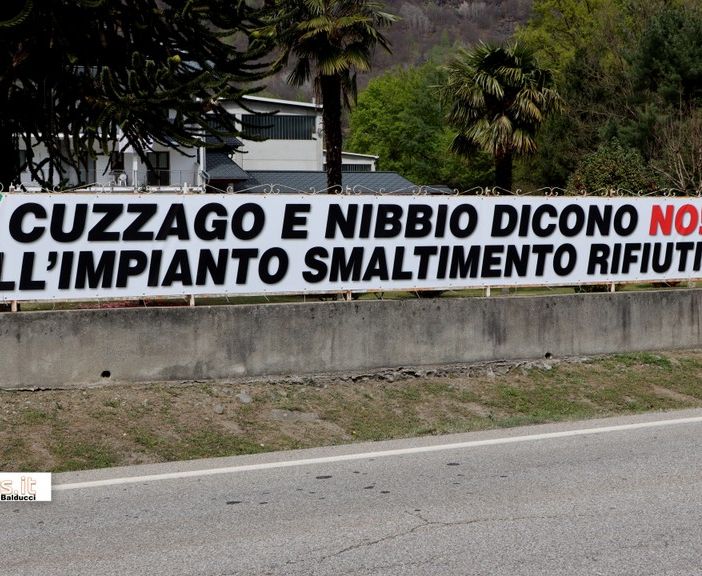 CUZZAGO E NIBBIO DICONO NO!
LL'IMPIANTO SMALTIMENTO RIFIUTI
s.it
Balducci